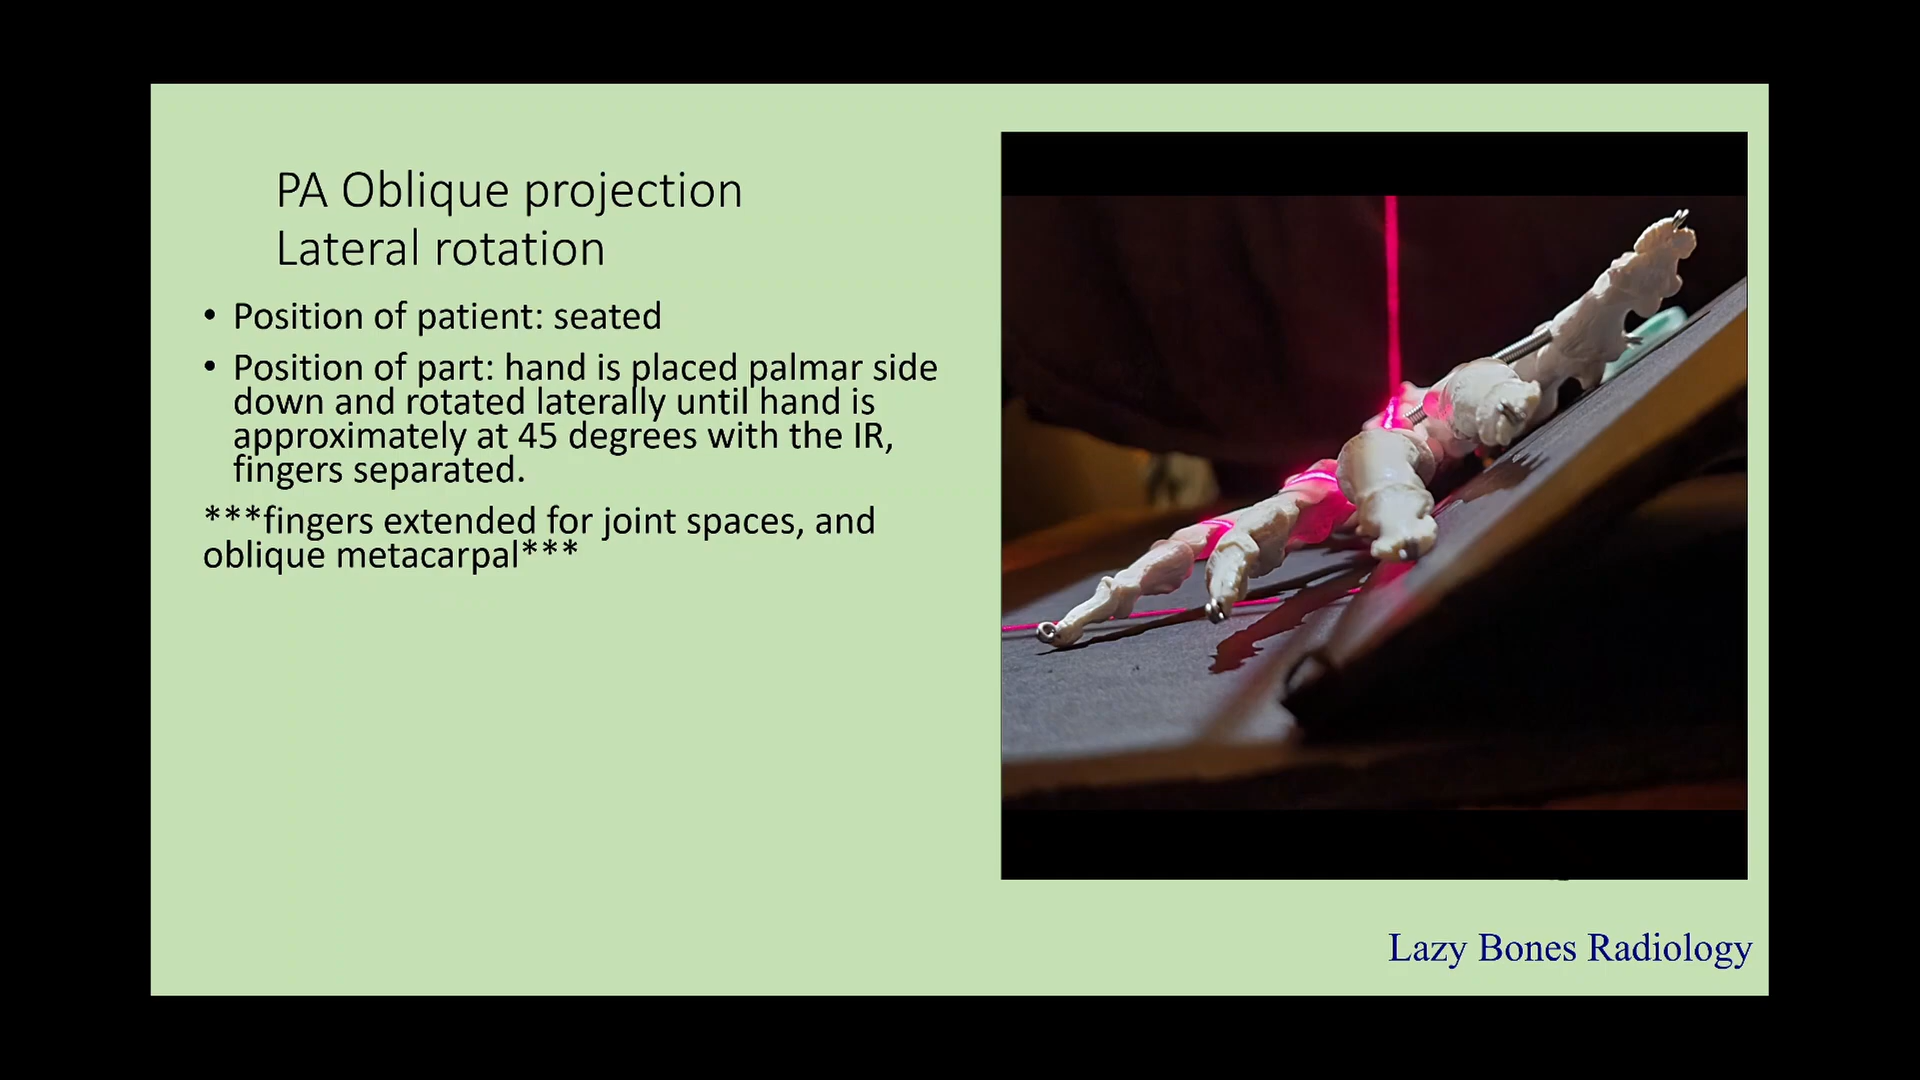 PA Oblique projection
Lateral rotation
• Position of patient: seated
• Position of part: hand is placed palmar side
down and rotated laterally until hand is
approximately at 45 degrees with the IR,
fingers separated.
***fingers extended for joint spaces, and
oblique metacarpal***
Lazy Bones Radiology